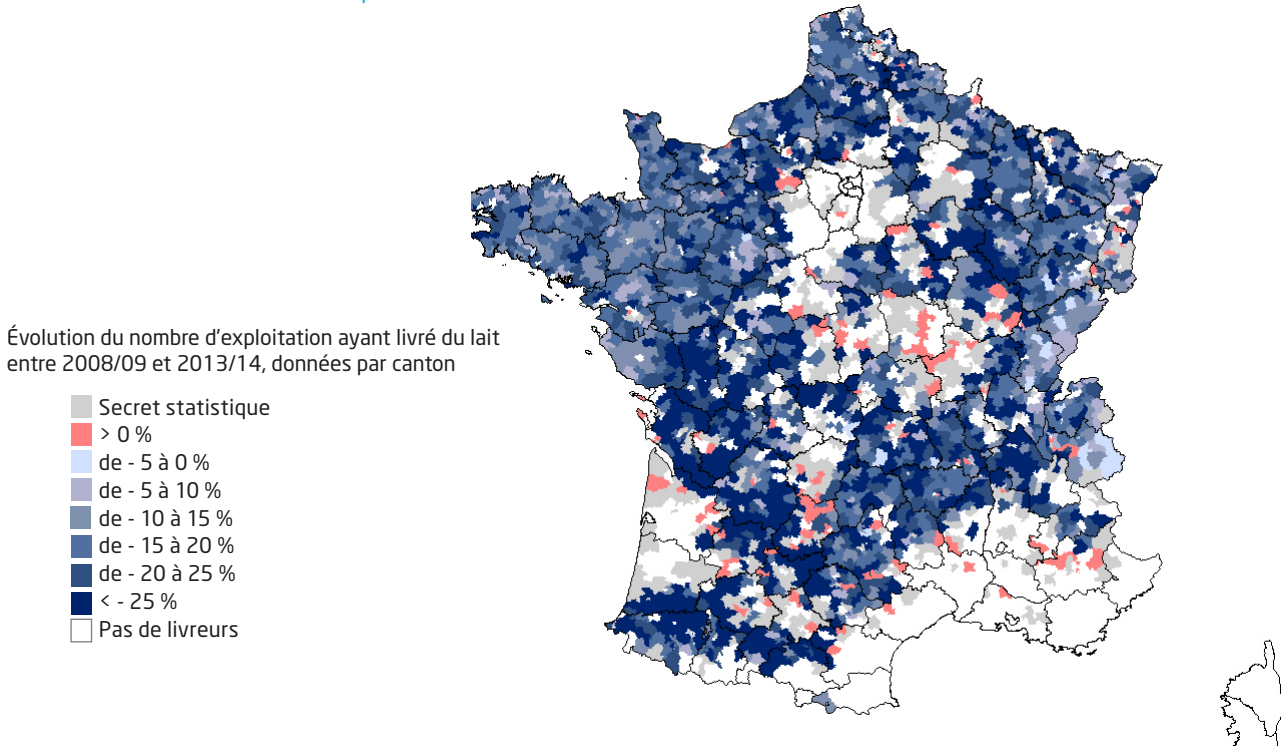 Évolution du nombre d'exploitation ayant livré du lait
entre 2008/09 et 2013/14, données par canton
Secret statistique
> 0 %
de - 5 à 0 %
de - 5 à 10 %
de - 10 à 15 %
de - 15 à 20 %
de - 20 à 25 %
< - 25 %
Pas de livreurs